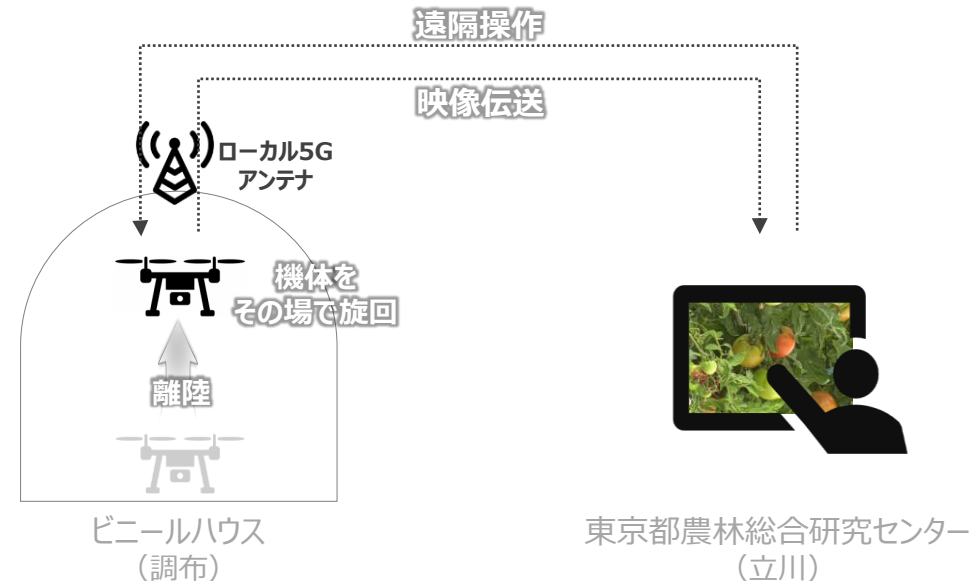 遠隔操作
映像伝送
ローカル5G
アンテナ
機体を
その場で旋回
離陸
ビニールハウス
（調布）
東京都農林総合研究センター
（立川）